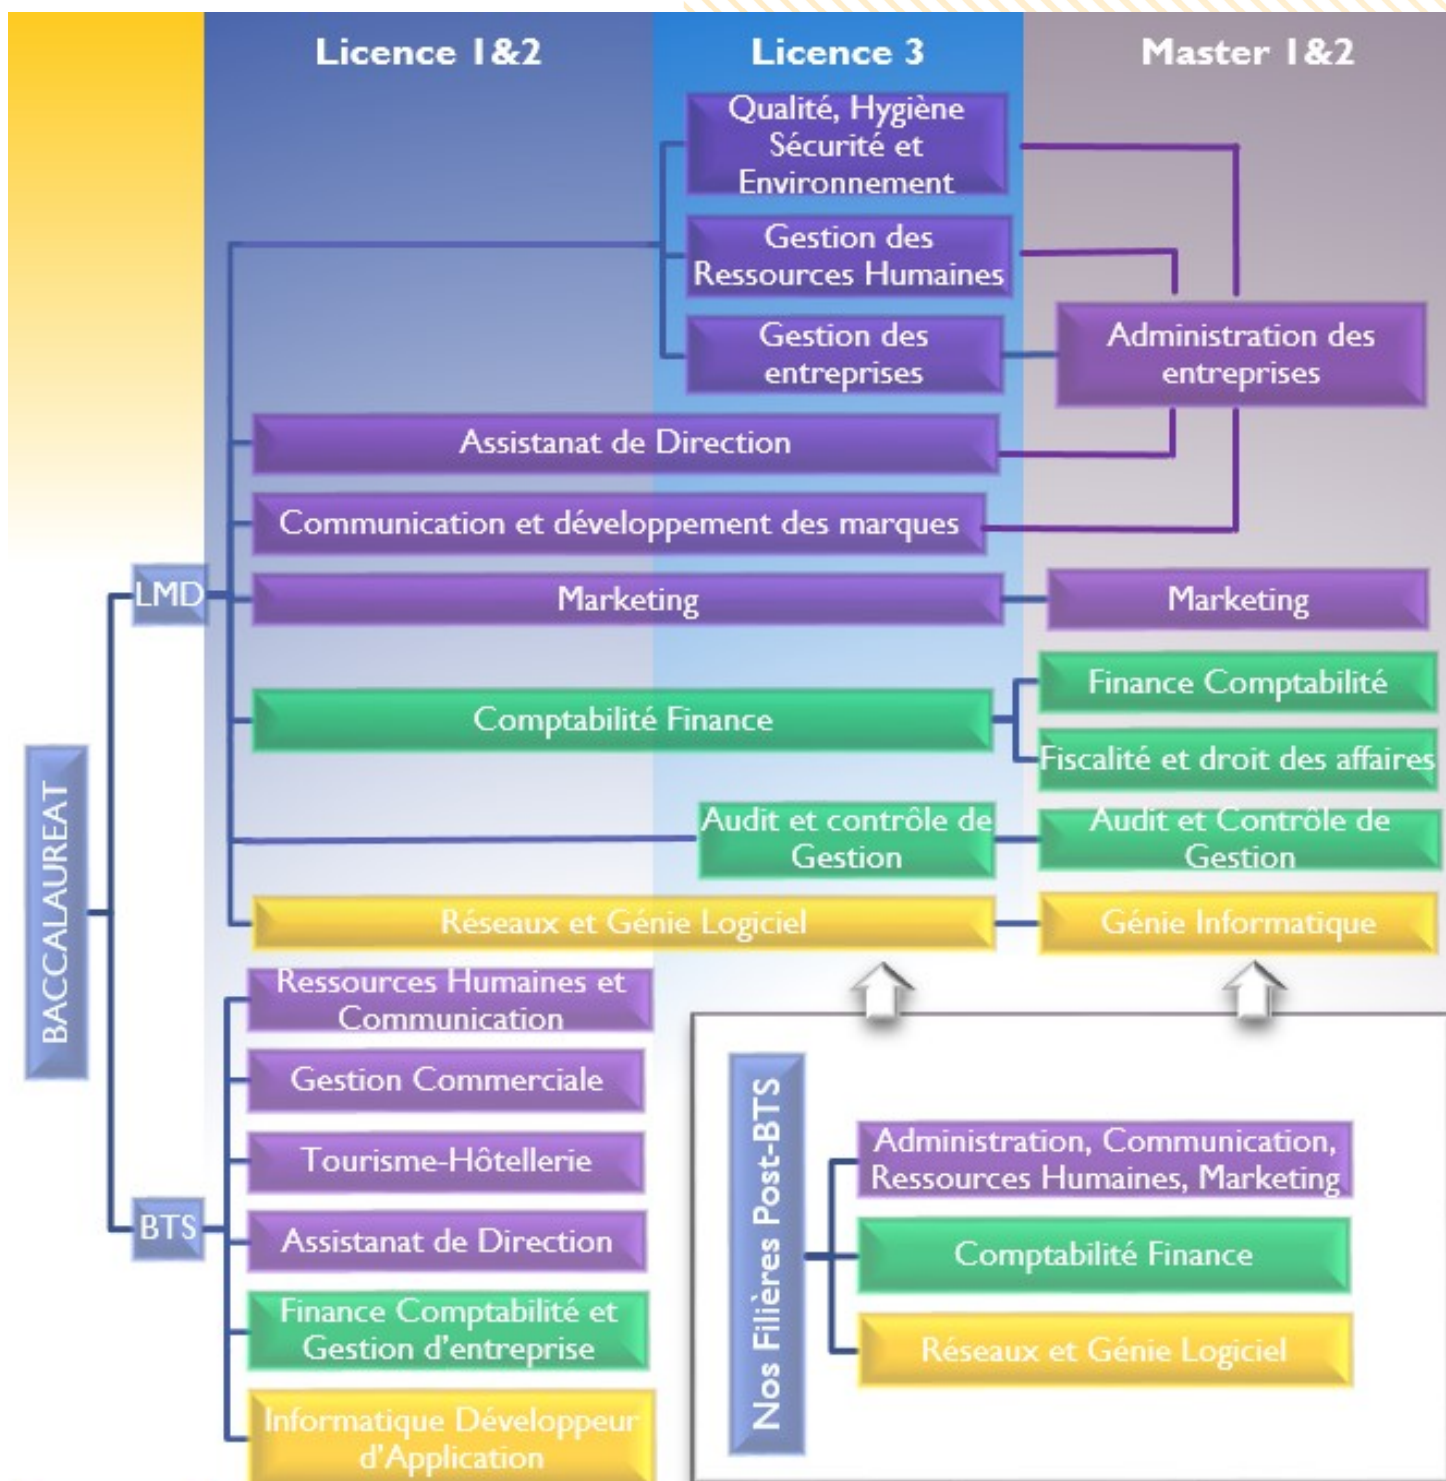 Licence 1&2
Licence 3
Master 1&2
Qualité, Hygiène
Sécurité et
Environnement
Gestion des
Ressources Humaines
Gestion des
entreprises
Administration des
entreprises
Assistanat de Direction
Communication et développement des marques
LMD
Marketing
Marketing
Comptabilité Finance
Finance Comptabilité
Fiscalité et droit des affaires
Audit et contrôle de
Gestion
Audit et Contrôle de
Gestion
Réseaux et Génie Logiciel
Génie Informatique
BACCALAUREAT
BTS
Ressources Humaines et
Communication
Gestion Commerciale
Tourisme-Hôtellerie
Assistanat de Direction
Finance Comptabilité et
Gestion d'entreprise
Informatique Développeur
d'Application
Nos Filières Post-BTS
Administration, Communication,
Ressources Humaines, Marketing
Comptabilité Finance
Réseaux et Génie Logiciel